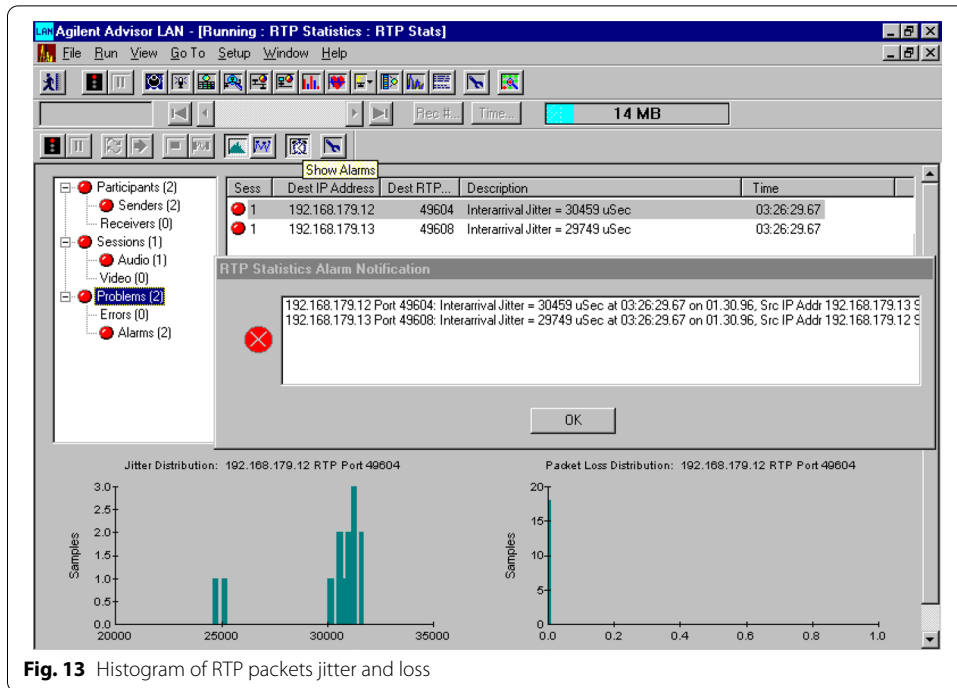 LAN Agilent Advisor LAN - [Running : RTP Statistics : RTP Stats]
File Run View Go To Setup Window Help
Rec #... Time... 14 MB
Show Alarms
Participants (2)
Senders (2)
Receivers (0)
Sessions (1)
Audio (1)
Video (0)
Problems (2)
Errors (0)
Alarms (2)
Sess Dest IP Address Dest RTP... Description Time
1 192.168.179.12 49604 Interarrival Jitter = 30459 uSec 03:26:29.67
1 192.168.179.13 49608 Interarrival Jitter = 29749 uSec 03:26:29.67
RTP Statistics Alarm Notification
192.168.179.12 Port 49604: Interarrival Jitter = 30459 uSec at 03:26:29.67 on 01.30.96, Src IP Addr 192.168.179.13 S
192.168.179.13 Port 49608: Interarrival Jitter = 29749 uSec at 03:26:29.67 on 01.30.96, Src IP Addr 192.168.179.12 S
OK
Jitter Distribution: 192.168.179.12 RTP Port 49604
3.0
2.5
2.0
1.5
1.0
0.5
0.0
Samples
20000 25000 30000 35000
Packet Loss Distribution: 192.168.179.12 RTP Port 49604
20
15
10
5
0
Samples
0.0 0.2 0.4 0.6 0.8 1.0
Fig. 13 Histogram of RTP packets jitter and loss